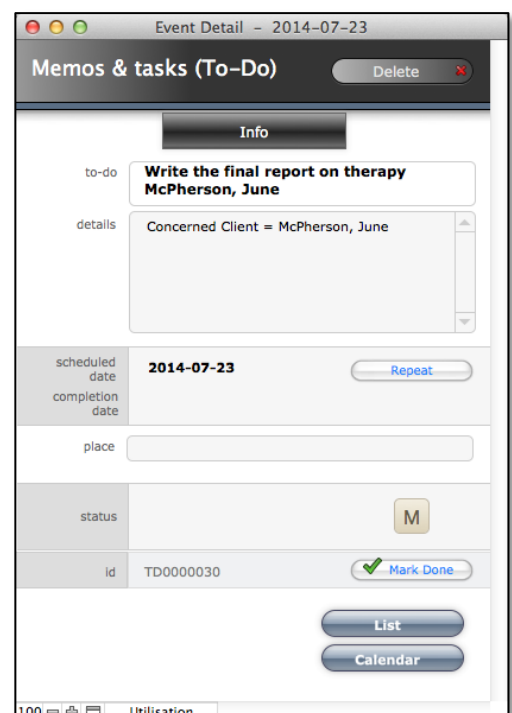 Event Detail – 2014-07-23
Memos & tasks (To-Do)
Delete
Info
to-do
Write the final report on therapy
McPherson, June
details
Concerned Client = McPherson, June
scheduled
date
2014-07-23
Repeat
completion
date
place
status
M
id
TD0000030
Mark Done
List
Calendar
100
Utilisation